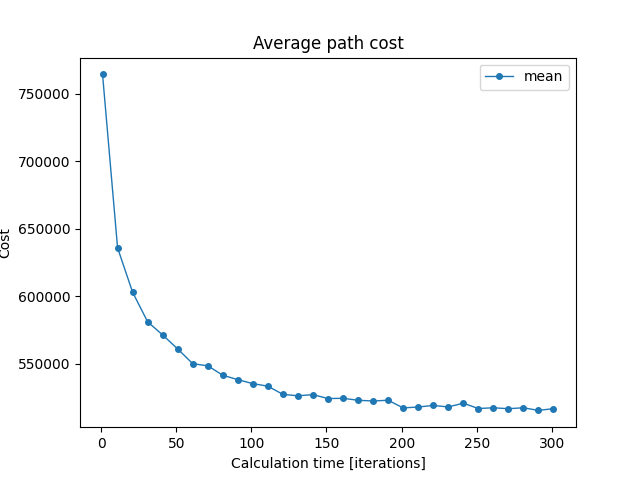 Average path cost
mean
Cost
750000
700000
650000
600000
550000
0 50 100 150 200 250 300
Calculation time [iterations]